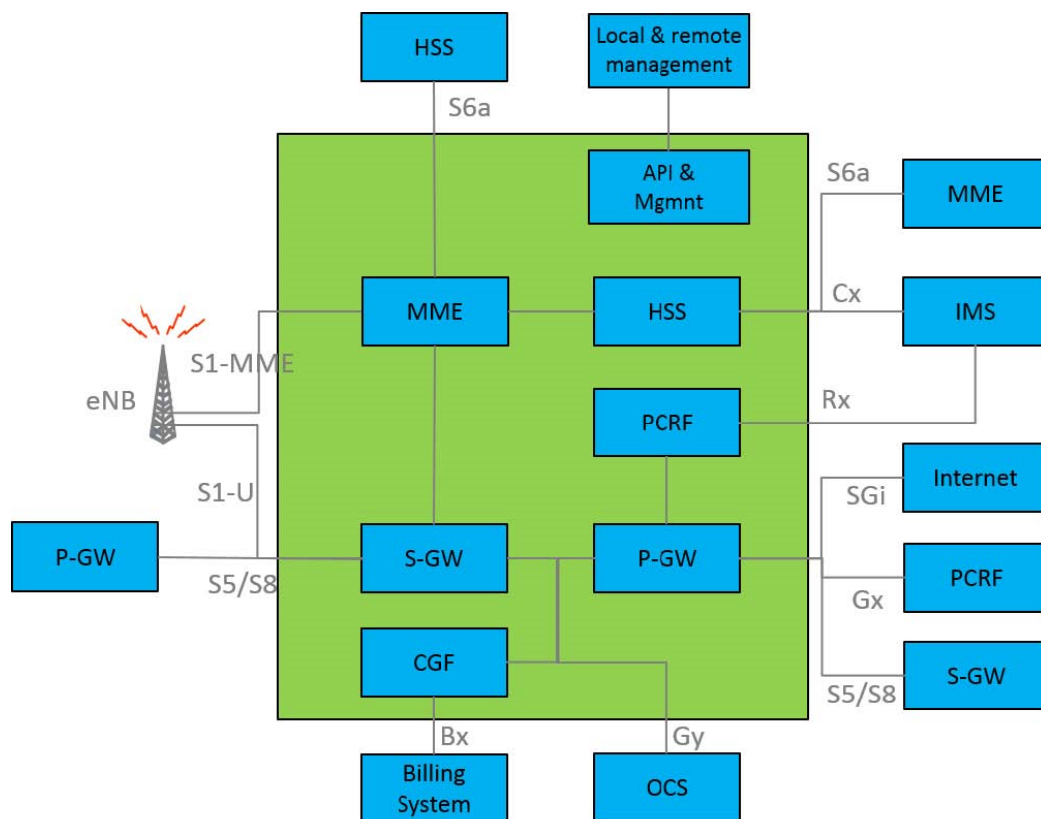 HSS
Local & remote
management
S6a
API &
Mgmnt
S6a
MME
MME
HSS
Cx
IMS
S1-MME
eNB
PCRF
Rx
S1-U
SGi
Internet
P-GW
S5/S8
S-GW
P-GW
Gx
PCRF
CGF
S5/S8
S-GW
Bx
Gy
Billing
System
OCS